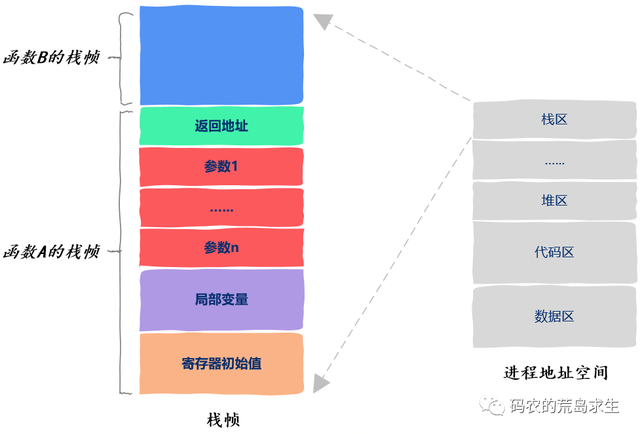 函数B的栈帧
返回地址
参数1
……
参数n
函数A的栈帧
局部变量
寄存器初始值
栈帧
栈区
……
堆区
代码区
数据区
进程地址空间
码农的荒岛求生